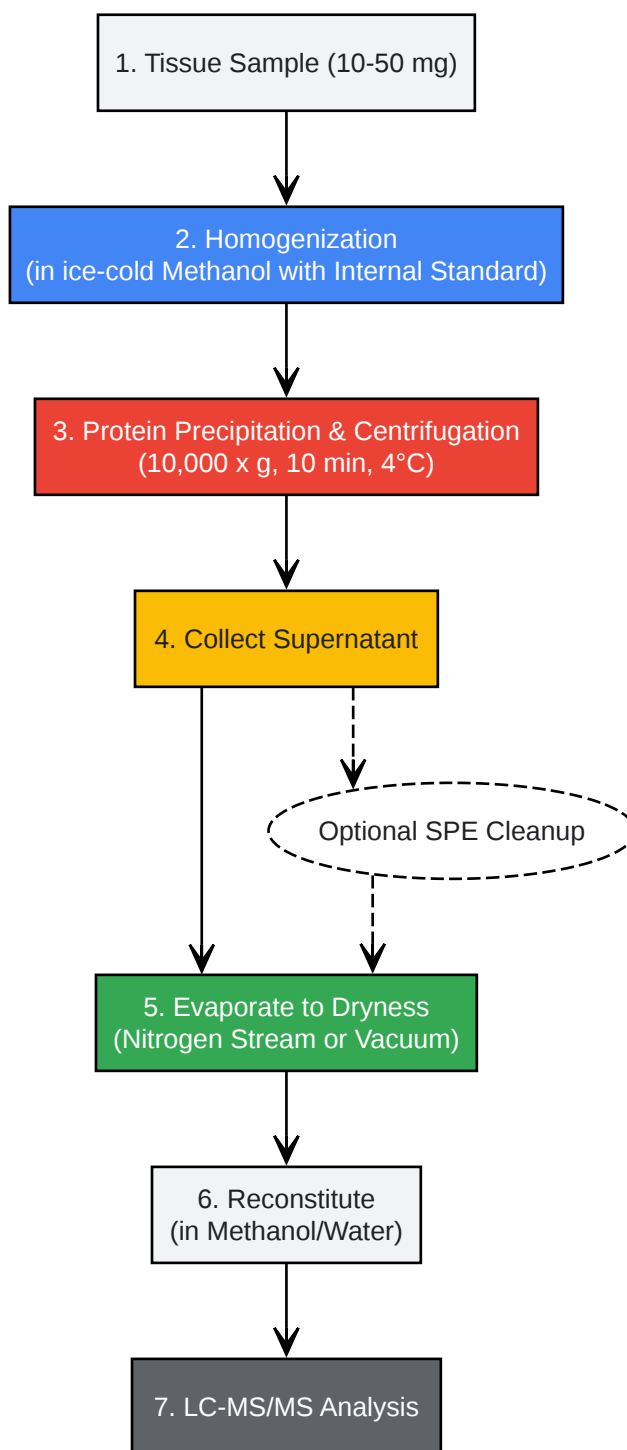 1. Tissue Sample (10-50 mg)
2. Homogenization
(in ice-cold Methanol with Internal Standard)
3. Protein Precipitation & Centrifugation
(10,000 x g, 10 min, 4°C)
4. Collect Supernatant
Optional SPE Cleanup
5. Evaporate to Dryness
(Nitrogen Stream or Vacuum)
6. Reconstitute
(in Methanol/Water)
7. LC-MS/MS Analysis